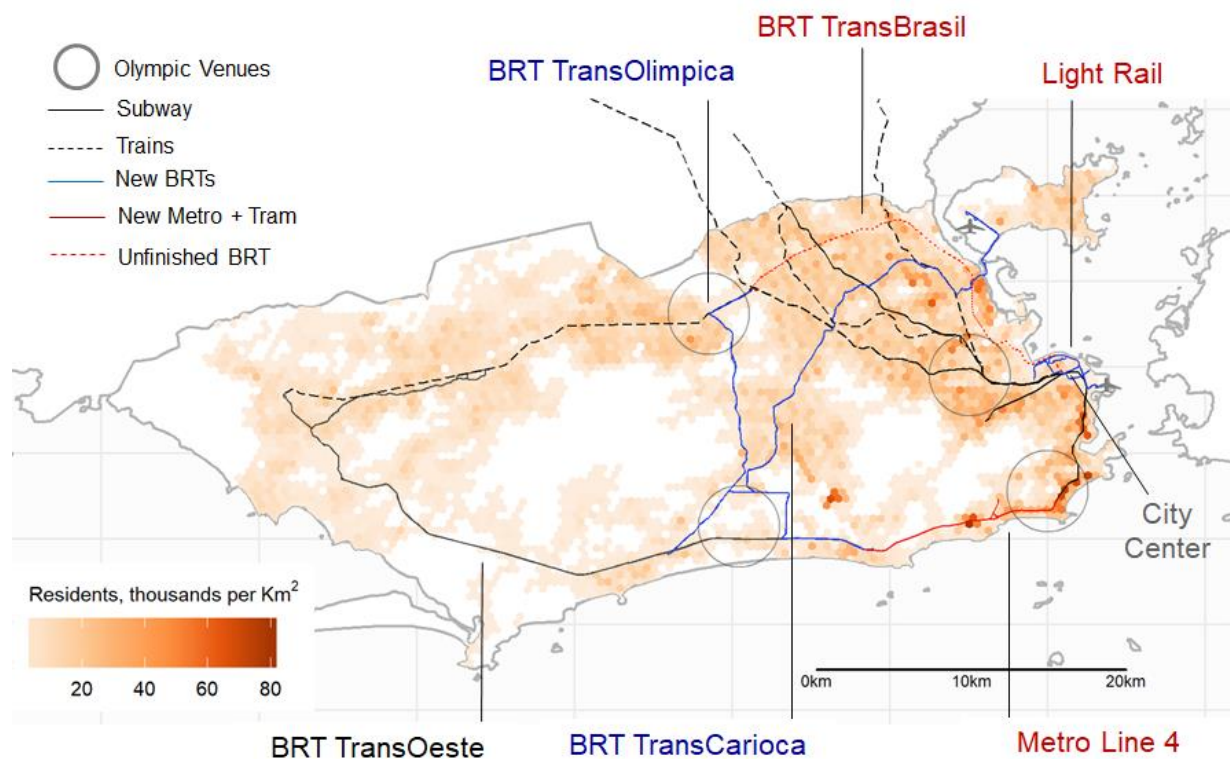 BRT TransBrasil
BRT TransOlimpica
Light Rail
Olympic Venues
Subway
Trains
New BRTs
New Metro + Tram
Unfinished BRT
City
Center
Residents, thousands per Km²
20 40 60 80
0km 10km 20km
BRT TransOeste
BRT TransCarioca
Metro Line 4